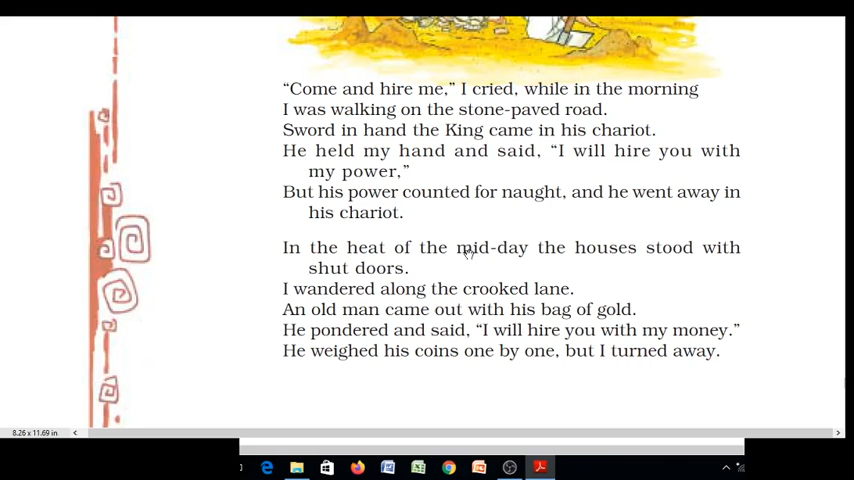 “Come and hire me,” I cried, while in the morning
I was walking on the stone-paved road.
Sword in hand the King came in his chariot.
He held my hand and said, “I will hire you with
my power,”
But his power counted for naught, and he went away in
his chariot.
In the heat of the mid-day the houses stood with
shut doors.
I wandered along the crooked lane.
An old man came out with his bag of gold.
He pondered and said, “I will hire you with my money.”
He weighed his coins one by one, but I turned away.
8.26 x 11.69 in